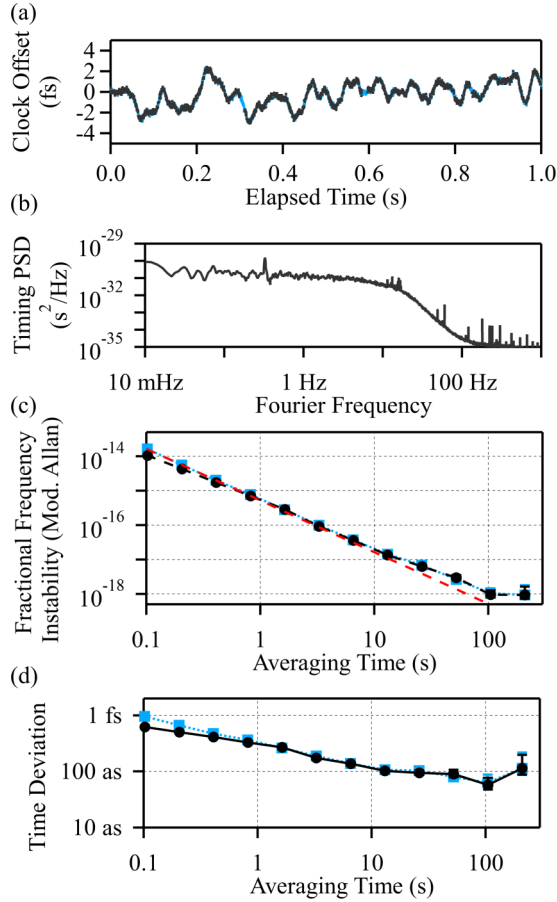 (a)
Clock Offset
(fs)
4
2
0
-2
-4
0.0
0.2
0.4
0.6
0.8
1.0
Elapsed Time (s)
(b)
Timing PSD
(s²/Hz)
10⁻²⁹
10⁻³²
10⁻³⁵
10 mHz
1 Hz
100 Hz
Fourier Frequency
(c)
Fractional Frequency
Instability (Mod. Allan)
10⁻¹⁴
10⁻¹⁶
10⁻¹⁸
0.1
1
10
100
Averaging Time (s)
(d)
Time Deviation
1 fs
100 as
10 as
0.1
1
10
100
Averaging Time (s)